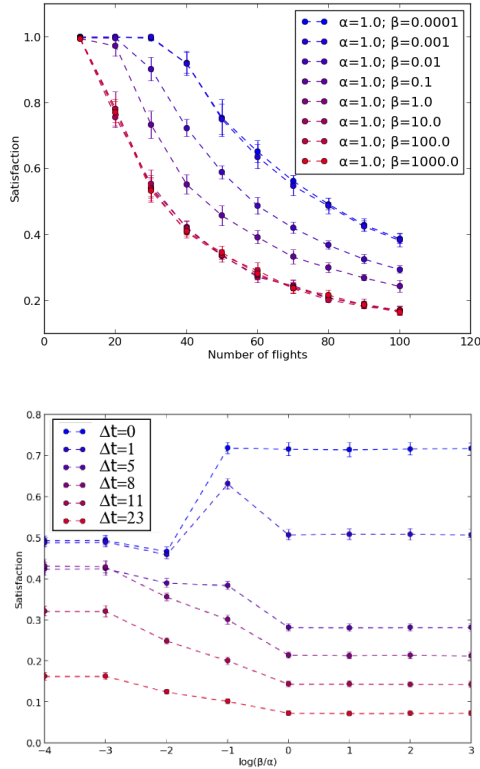 α=1.0; β=0.0001
α=1.0; β=0.001
α=1.0; β=0.01
α=1.0; β=0.1
α=1.0; β=1.0
α=1.0; β=10.0
α=1.0; β=100.0
α=1.0; β=1000.0
1.0
0.8
0.6
0.4
0.2
Satisfaction
0 20 40 60 80 100 120
Number of flights
Δt=0
Δt=1
Δt=5
Δt=8
Δt=11
Δt=23
0.8
0.7
0.6
0.5
0.4
0.3
0.2
0.1
0.0
Satisfaction
−4 −3 −2 −1 0 1 2 3
log(β/α)